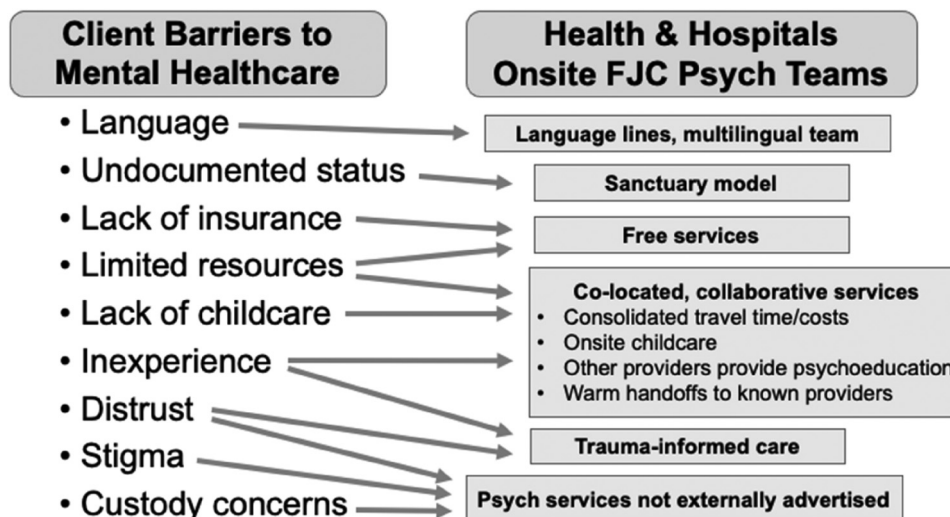 Client Barriers to
Mental Healthcare
• Language
• Undocumented status
• Lack of insurance
• Limited resources
• Lack of childcare
• Inexperience
• Distrust
• Stigma
• Custody concerns
Health & Hospitals
Onsite FJC Psych Teams
Language lines, multilingual team
Sanctuary model
Free services
Co-located, collaborative services
• Consolidated travel time/costs
• Onsite childcare
• Other providers provide psychoeducation
• Warm handoffs to known providers
Trauma-informed care
Psych services not externally advertised